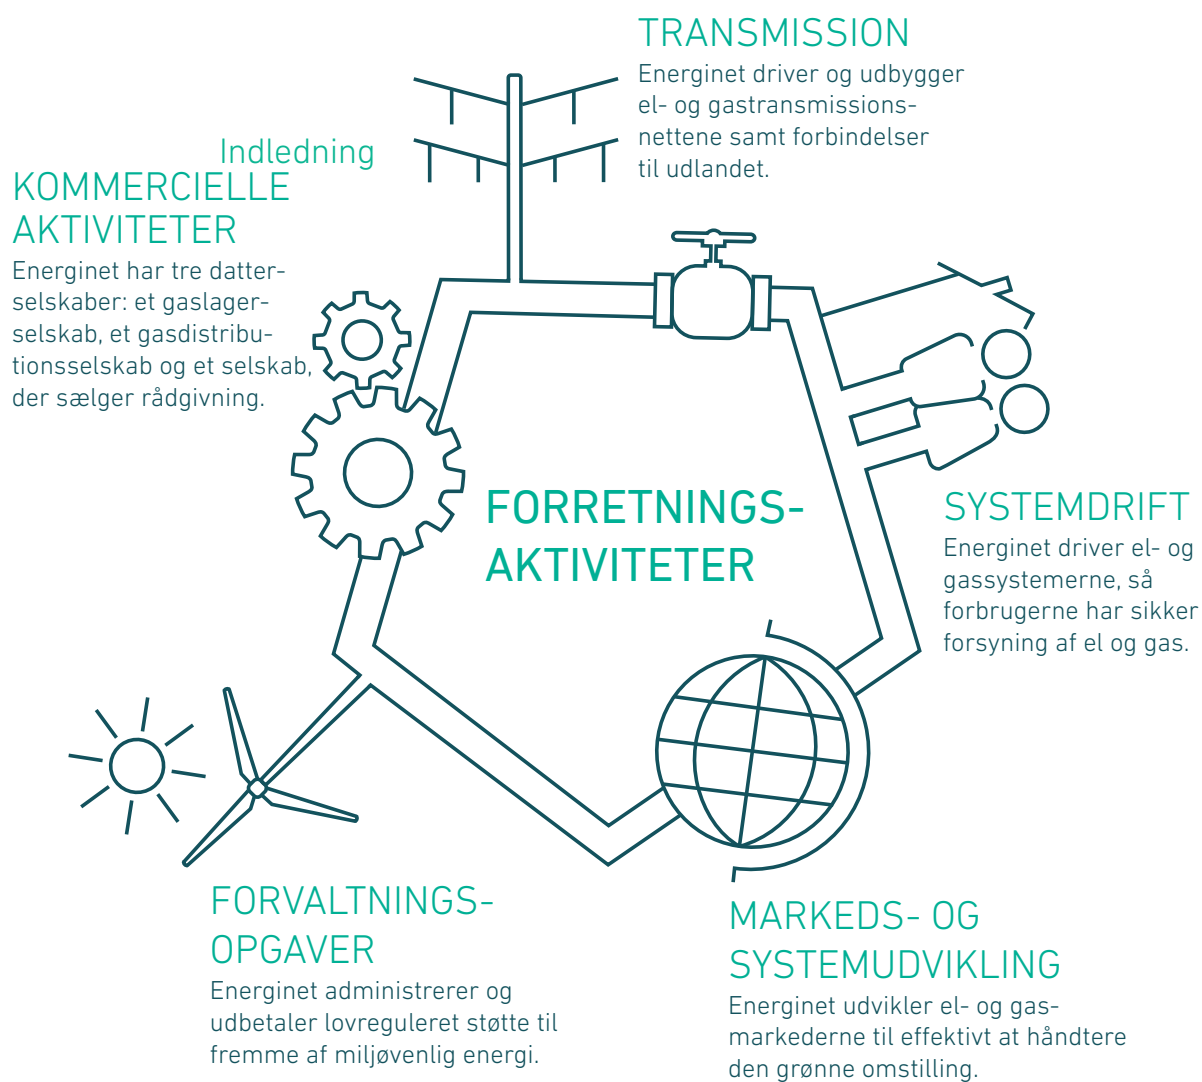 TRANSMISSION
Energinet driver og udbygger
el- og gastransmissions-
nettene samt forbindelser
til udlandet.
Indledning
KOMMERCIELLE
AKTIVITETER
Energinet har tre datter-
selskaber: et gaslager-
selskab, et gasdistribu-
tionsselskab og et selskab,
der sælger rådgivning.
FORRETNINGS-
AKTIVITETER
SYSTEMDRIFT
Energinet driver el- og
gassystemerne, så
forbrugerne har sikker
forsyning af el og gas.
FORVALTNINGS-
OPGAVER
Energinet administrerer og
udbetaler lovreguleret støtte til
fremme af miljøvenlig energi.
MARKEDS- OG
SYSTEMUDVIKLING
Energinet udvikler el- og gas-
markederne til effektivt at håndtere
den grønne omstilling.